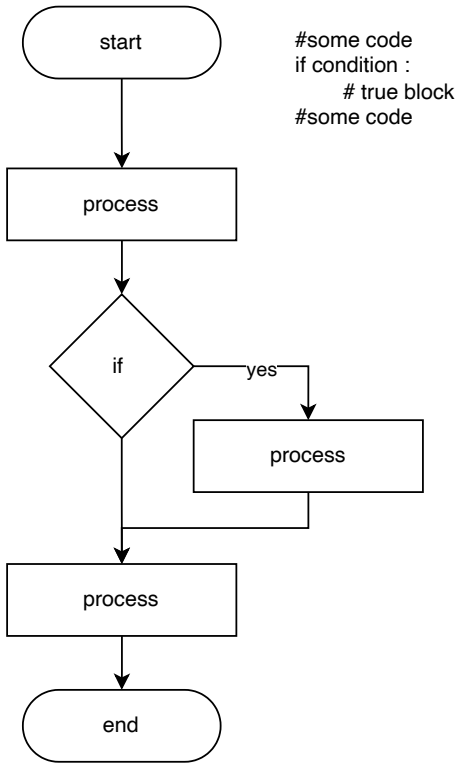 start
#some code
if condition :
# true block
#some code
process
if
yes
process
process
end